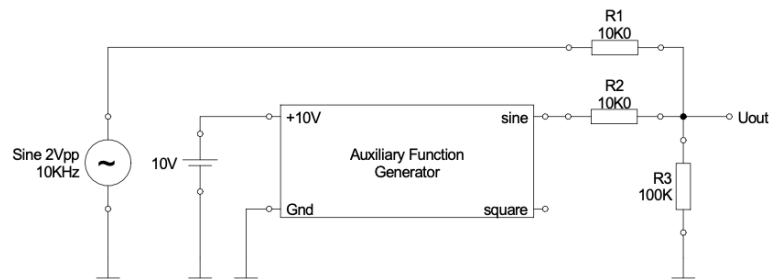 R1
10K0
R2
10K0
+10V
sine
Uout
Sine 2Vpp
10KHz
~
10V
Auxiliary Function
Generator
R3
100K
Gnd
square